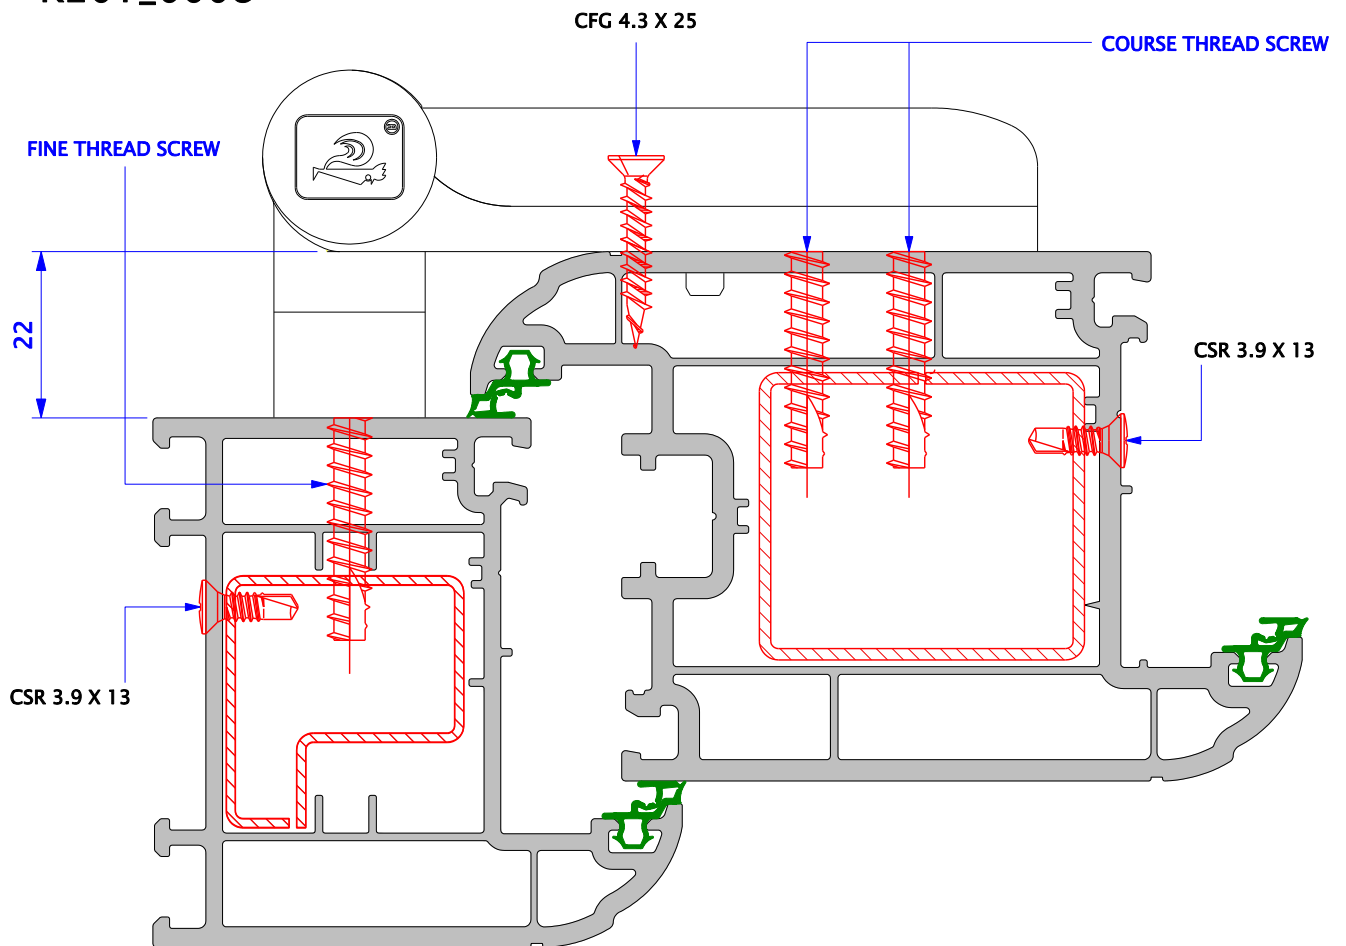 CFG 4.3 X 25
COURSE THREAD SCREW
FINE THREAD SCREW
22
CSR 3.9 X 13
CSR 3.9 X 13